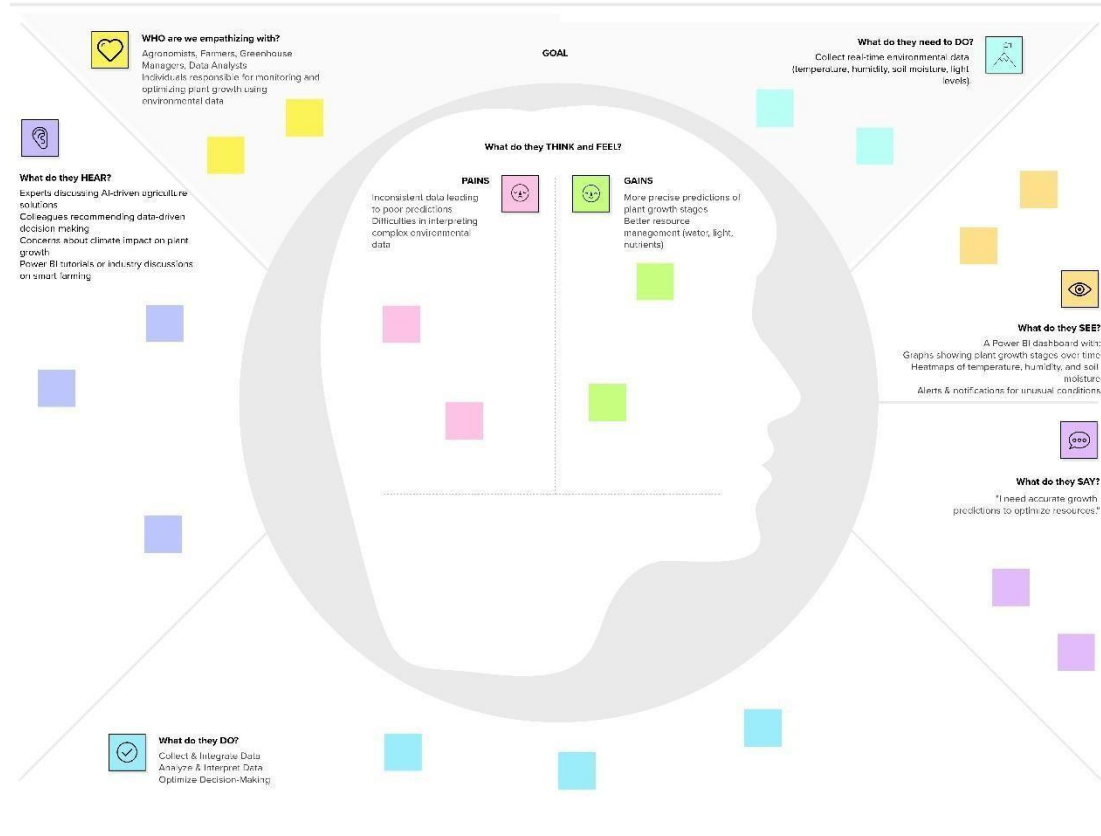 WHO are we empathizing with?
Agronomists, Farmers, Greenhouse
Managers, Data Analysts
Individuals responsible for monitoring and
optimizing plant growth using
environmental data
GOAL
What do they need to DO?
Collect real-time environmental data
(temperature, humidity, soil moisture, light
levels).
What do they HEAR?
Experts discussing AI-driven agriculture
solutions
Colleagues recommending data-driven
decision making
Concerns about climate impact on plant
growth
Power BI tutorials or industry discussions
on smart farming
What do they THINK and FEEL?
PAINS
Inconsistent data leading
to poor predictions
Difficulties in interpreting
complex environmental
data
GAINS
More precise predictions of
plant growth stages
Better resource
management (water, light,
nutrients)
What do they SEE?
A Power BI dashboard with:
Graphs showing plant growth stages over time
Heatmaps of temperature, humidity, and soil
moisture
Alerts & notifications for unusual conditions
What do they SAY?
"I need accurate growth
predictions to optimize resources."
What do they DO?
Collect & Integrate Data
Analyze & Interpret Data
Optimize Decision-Making